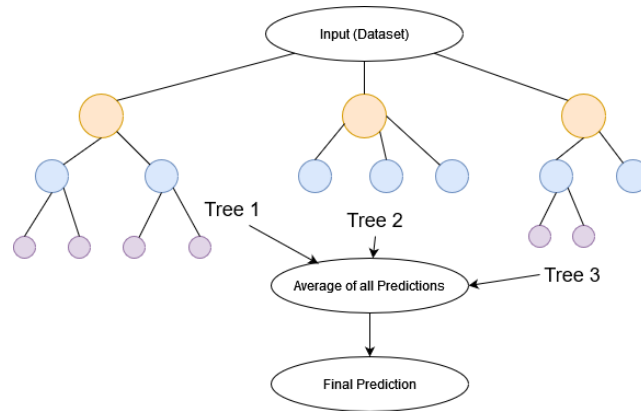 Input (Dataset)
Tree 1
Tree 2
Tree 3
Average of all Predictions
Final Prediction